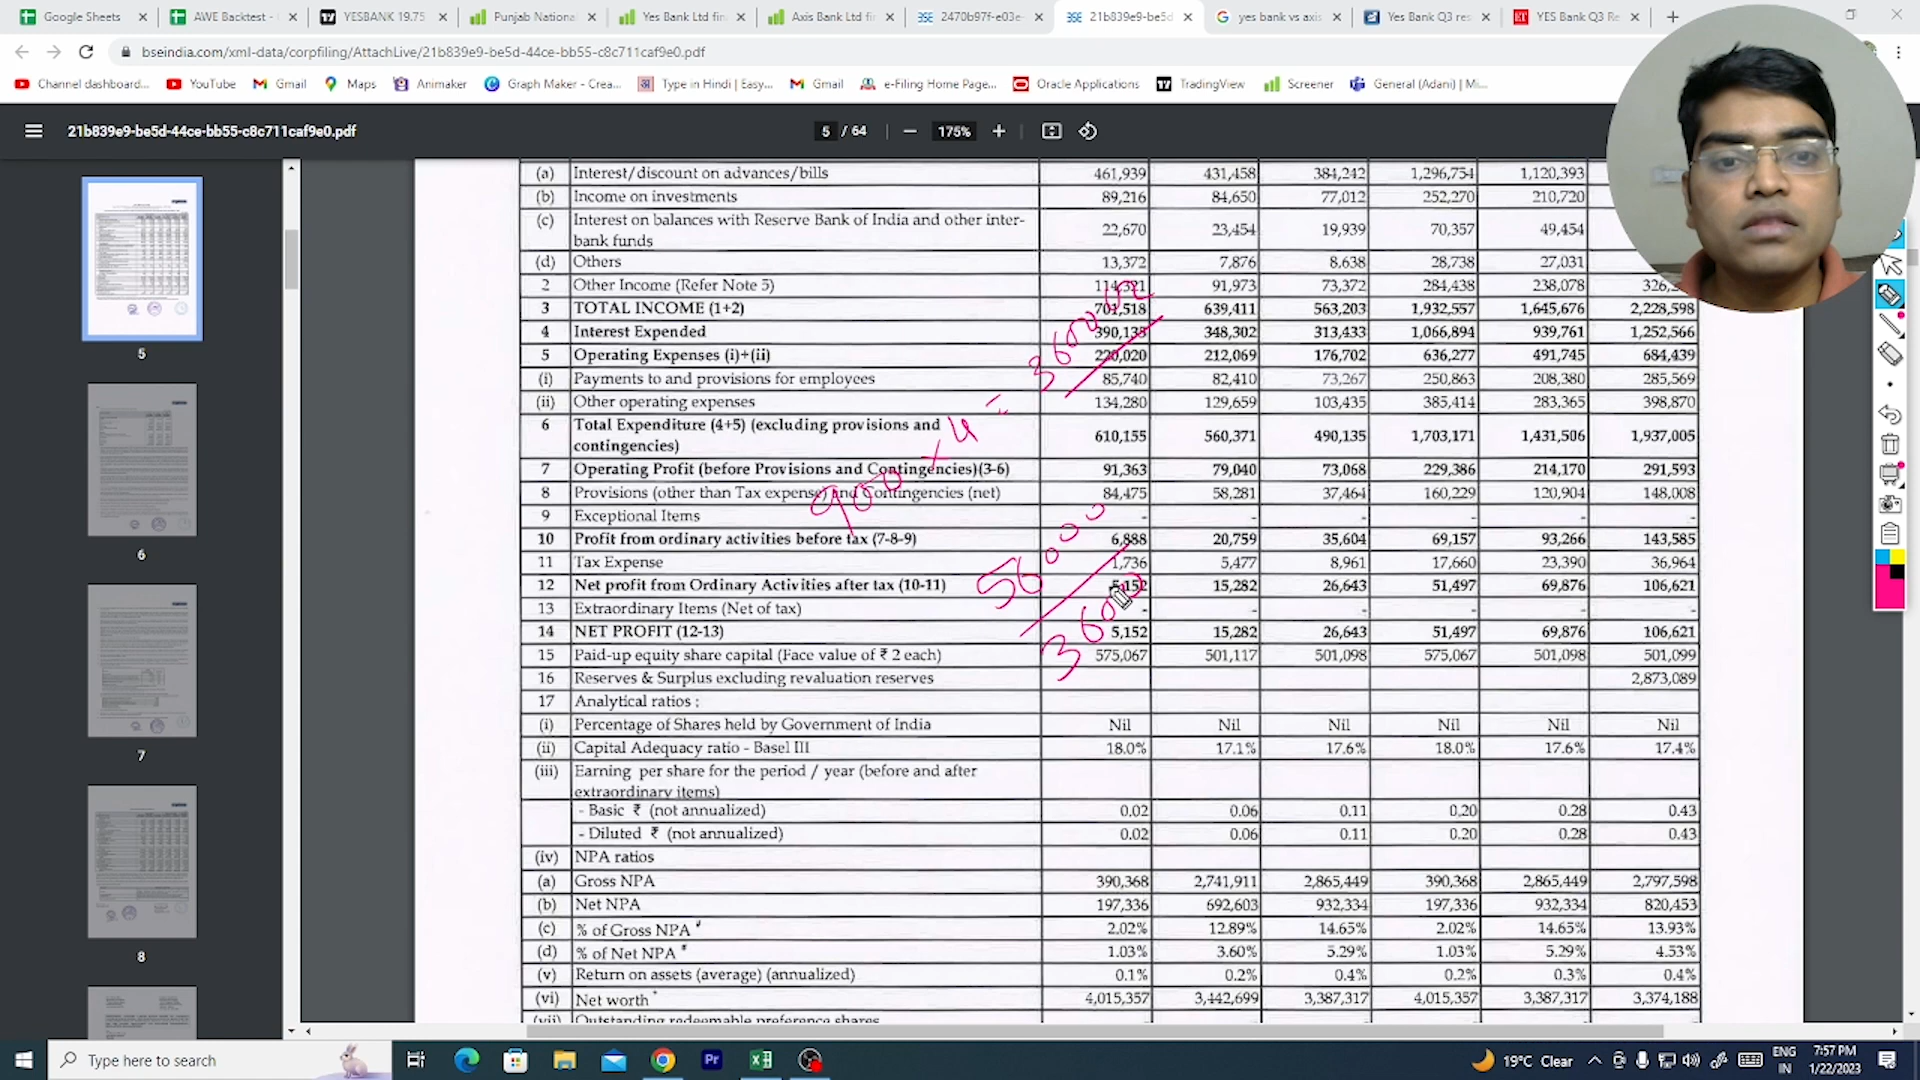 Google Sheets
AWE Backtest -
YESBANK 19.75
Punjab Nationa
Yes Bank Ltd fin
Axis Bank Ltd fi
2470b97f-e03e-
21b839e9-be5d
yes bank vs axis
Yes Bank Q3 res
YES Bank Q3 Re
bseindia.com/xml-data/corpfiling/AttachLive/21b839e9-be5d-44ce-bb55-c8c711caf9e0.pdf
Channel dashboard... YouTube Gmail Maps Animaker Graph Maker - Crea... Type in Hindi | Easy... Gmail e-Filing Home Page... Oracle Applications TradingView Screener General (Adani) | Mi...
21b839e9-be5d-44ce-bb55-c8c711caf9e0.pdf 5 / 64 175%
(a) Interest/discount on advances/bills 461,939 431,458 384,242 1,296,754 1,120,393
(b) Income on investments 89,216 84,650 77,012 252,270 210,720
(c) Interest on balances with Reserve Bank of India and other inter-
bank funds 22,670 23,454 19,939 70,357 49,454
(d) Others 13,372 7,876 8,638 28,738 27,031
2 Other Income (Refer Note 5) 91,973 73,372 284,438 238,078
3 TOTAL INCOME (1+2) 701,518 639,411 563,203 1,932,557 1,645,676 2,228,598
4 Interest Expended 348,302 313,433 1,066,894 939,761 1,252,566
5 Operating Expenses (i)+(ii) 220,020 212,069 176,702 636,277 491,745 684,439
(i) Payments to and provisions for employees 85,740 82,410 73,267 250,863 208,380 285,569
(ii) Other operating expenses 134,280 129,659 103,435 385,414 283,365 398,870
6 Total Expenditure (4+5) (excluding provisions and
contingencies) 610,155 560,371 490,135 1,703,171 1,431,506 1,937,005
7 Operating Profit (before Provisions and Contingencies)(3-6) 91,363 79,040 73,068 229,386 214,170 291,593
8 Provisions (other than Tax expense) and Contingencies (net) 84,475 58,281 37,464 160,229 120,904 148,008
9 Exceptional Items - - - - - -
10 Profit from ordinary activities before tax (7-8-9) 6,888 20,759 35,604 69,157 93,266 143,585
11 Tax Expense 1,736 5,477 8,961 17,660 23,390 36,964
12 Net profit from Ordinary Activities after tax (10-11) 5,152 15,282 26,643 51,497 69,876 106,621
13 Extraordinary Items (Net of tax) - - - - - -
14 NET PROFIT (12-13) 5,152 15,282 26,643 51,497 69,876 106,621
15 Paid-up equity share capital (Face value of ₹ 2 each) 575,067 501,117 501,098 575,067 501,098 501,099
16 Reserves & Surplus excluding revaluation reserves 2,873,089
17 Analytical ratios :
(i) Percentage of Shares held by Government of India Nil Nil Nil Nil Nil Nil
(ii) Capital Adequacy ratio - Basel III 18.0% 17.1% 17.6% 18.0% 17.6% 17.4%
(iii) Earning per share for the period / year (before and after
extraordinary items)
- Basic ₹ (not annualized) 0.02 0.06 0.11 0.20 0.28 0.43
- Diluted ₹ (not annualized) 0.02 0.06 0.11 0.20 0.28 0.43
(iv) NPA ratios
(a) Gross NPA 390,368 2,741,911 2,865,449 390,368 2,865,449 2,797,598
(b) Net NPA 197,336 692,603 932,334 197,336 932,334 820,453
(c) % of Gross NPA # 2.02% 12.89% 14.65% 2.02% 14.65% 13.93%
(d) % of Net NPA # 1.03% 3.60% 5.29% 1.03% 5.29% 4.53%
(v) Return on assets (average) (annualized) 0.1% 0.2% 0.4% 0.2% 0.3% 0.4%
(vi) Net worth * 4,015,357 3,442,699 3,387,317 4,015,357 3,387,317 3,374,188
(vii) Outstanding redeemable preference shares
900 × 4 = 3600
56000
3600
5
6
7
8
Type here to search
19°C Clear
ENG
IN
7:57 PM
1/22/2023